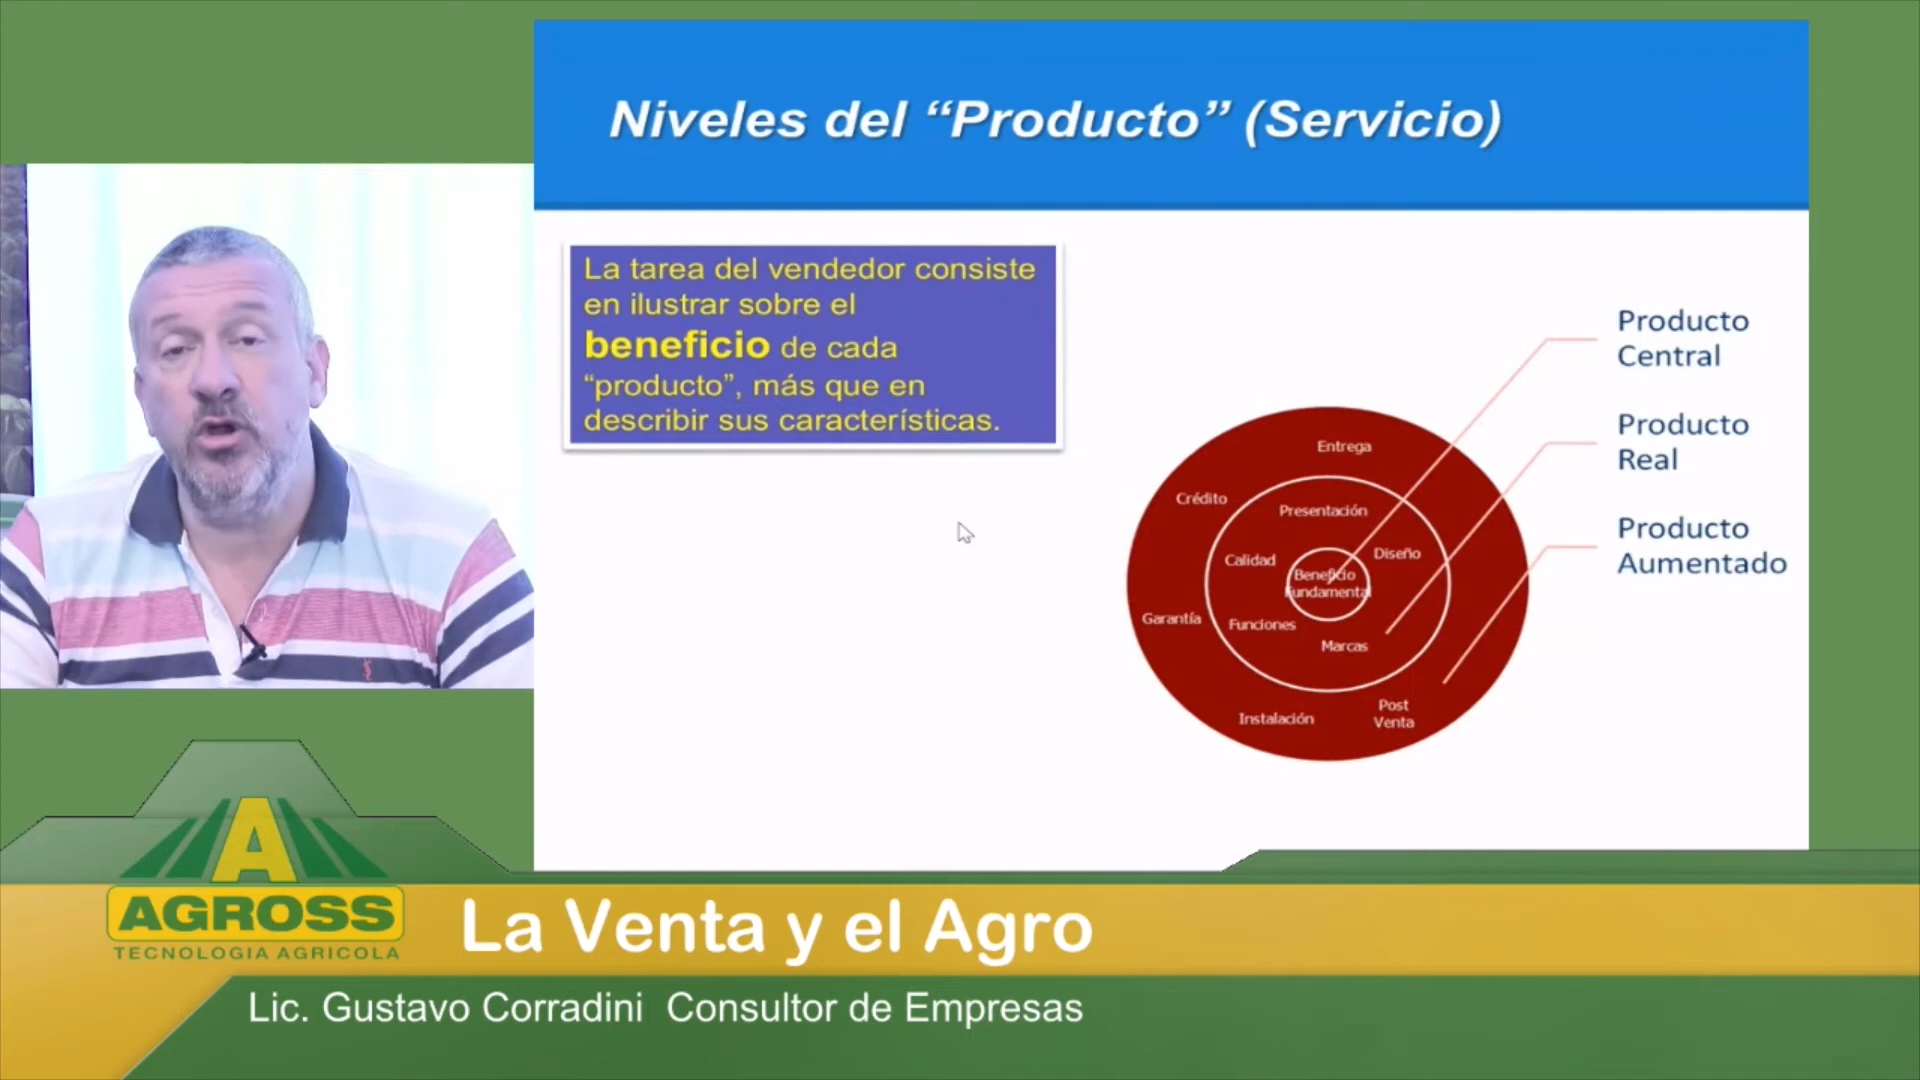 Niveles del “Producto” (Servicio)
La tarea del vendedor consiste
en ilustrar sobre el
beneficio de cada
“producto”, más que en
describir sus características.
Producto
Central
Producto
Real
Producto
Aumentado
Entrega
Crédito
Presentación
Calidad
Diseño
Beneficio
Fundamental
Garantía
Funciones
Marcas
Instalación
Post
Venta
A
AGROSS
TECNOLOGIA AGRICOLA
La Venta y el Agro
Lic. Gustavo Corradini Consultor de Empresas